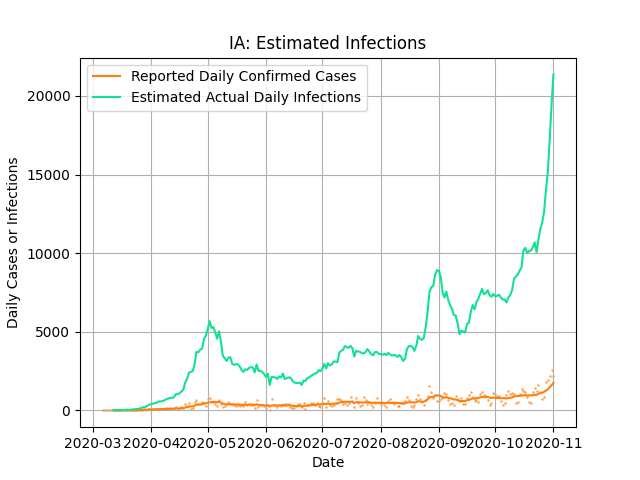 IA: Estimated Infections
Reported Daily Confirmed Cases
Estimated Actual Daily Infections
Daily Cases or Infections
20000
15000
10000
5000
0
2020-03 2020-04 2020-05 2020-06 2020-07 2020-08 2020-09 2020-10 2020-11
Date